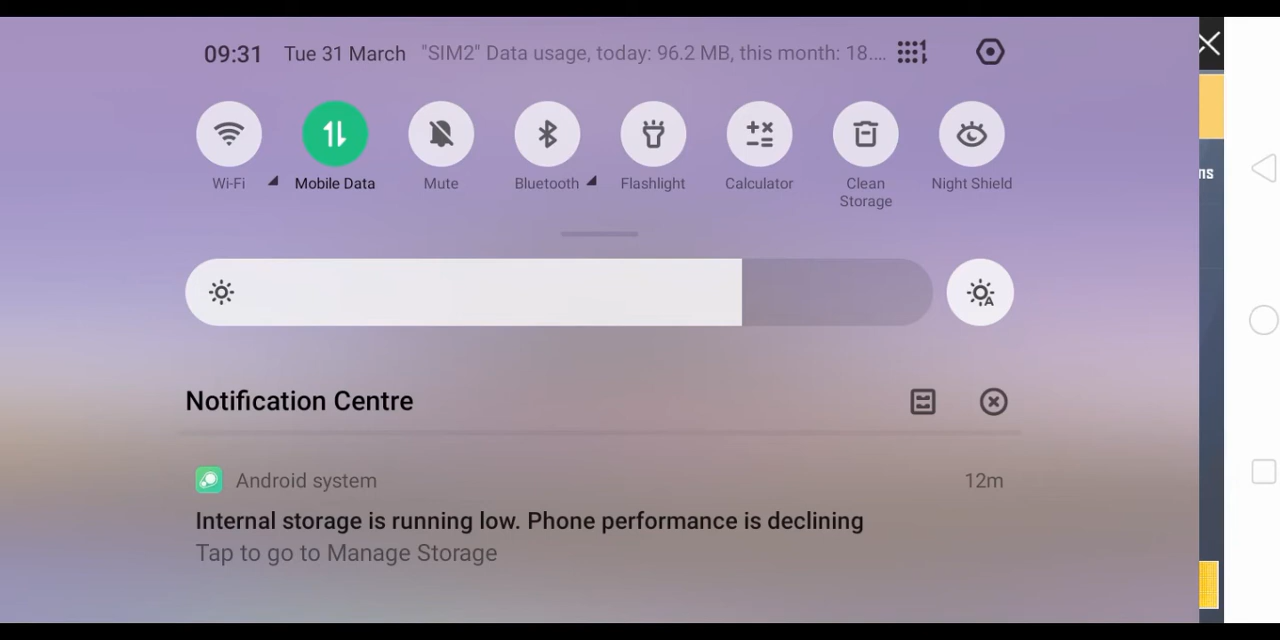 09:31 Tue 31 March "SIM2" Data usage, today: 96.2 MB, this month: 18....
Wi-Fi Mobile Data Mute Bluetooth Flashlight Calculator Clean Storage Night Shield
Notification Centre
Android system 12m
Internal storage is running low. Phone performance is declining
Tap to go to Manage Storage
ns